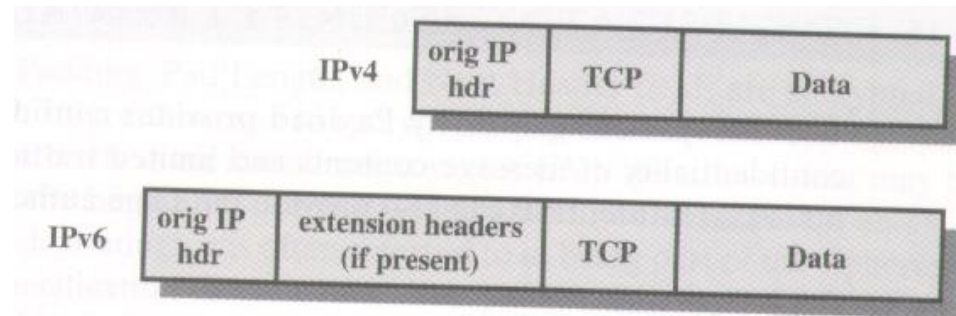 IPv4
orig IP
hdr
TCP
Data
IPv6
orig IP
hdr
extension headers
(if present)
TCP
Data